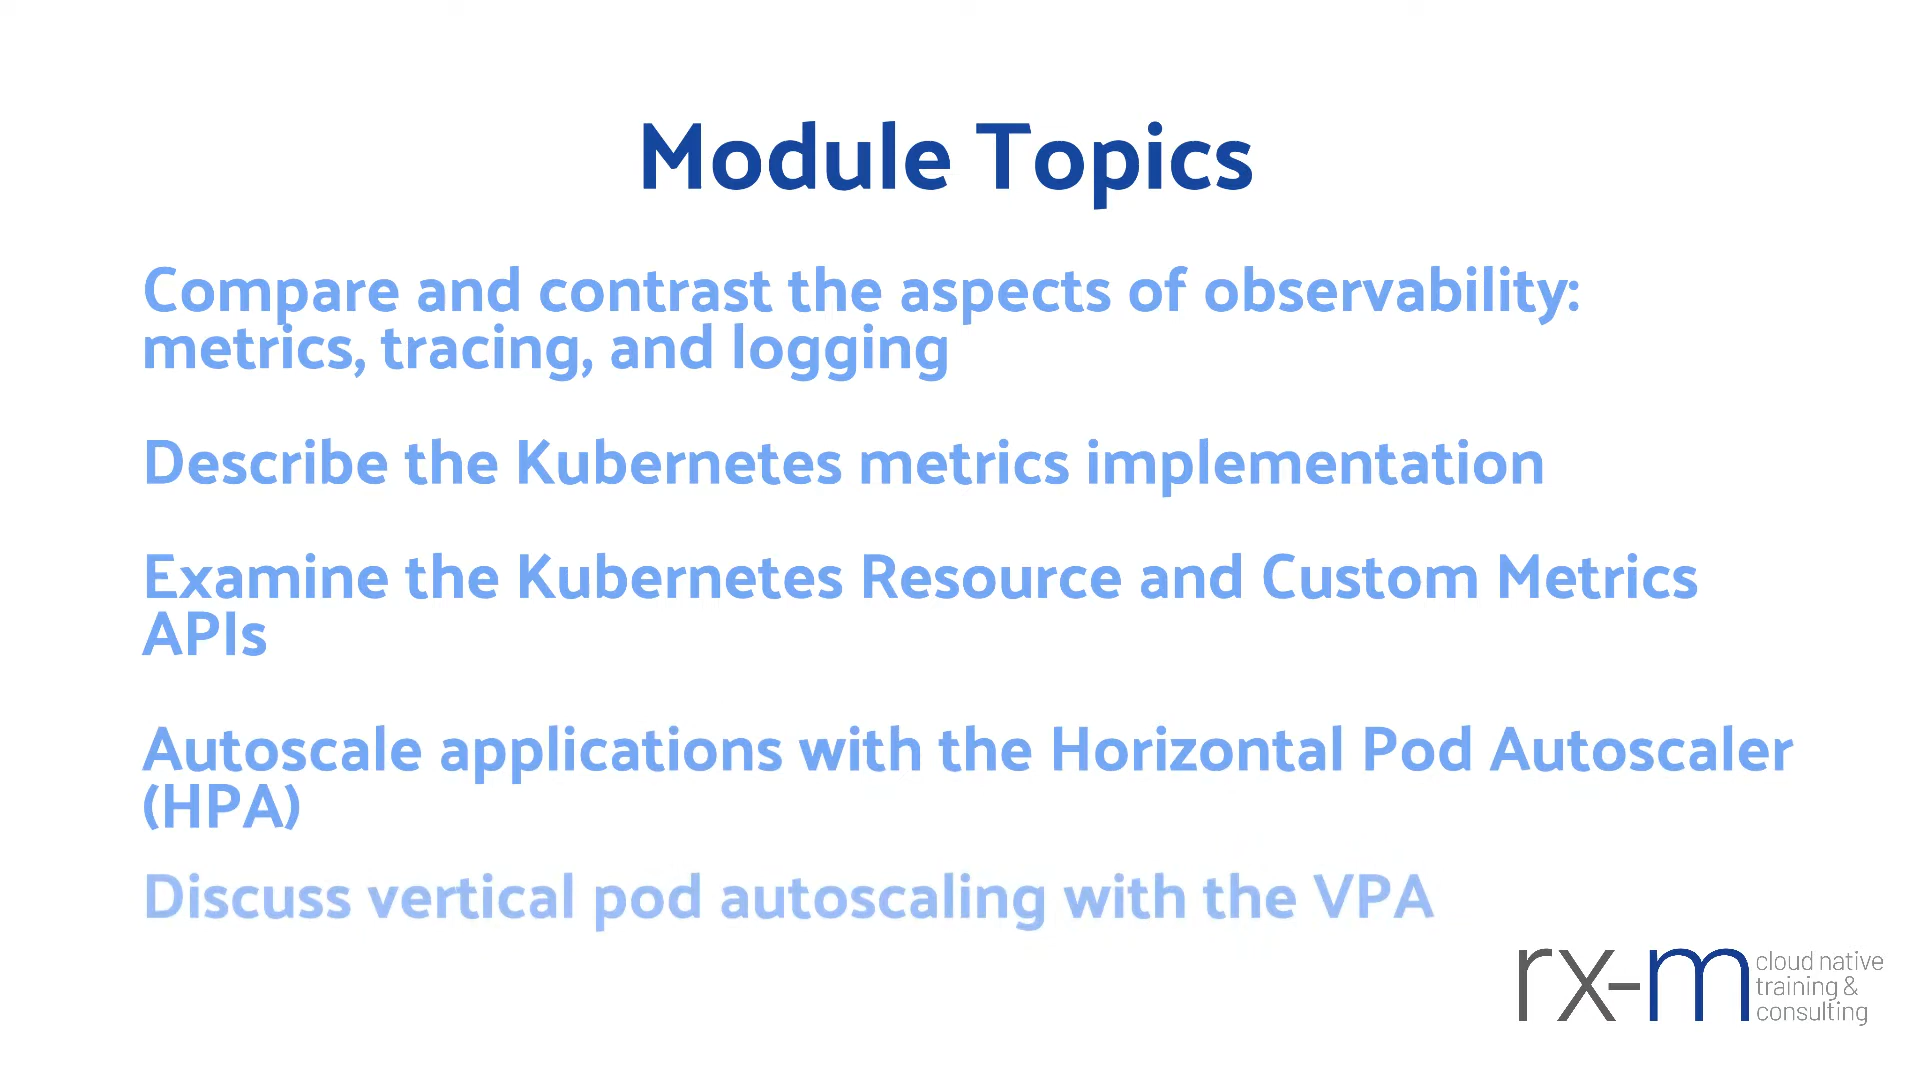 Module Topics
Compare and contrast the aspects of observability:
metrics, tracing, and logging
Describe the Kubernetes metrics implementation
Examine the Kubernetes Resource and Custom Metrics
APIs
Autoscale applications with the Horizontal Pod Autoscaler
(HPA)
Discuss vertical pod autoscaling with the VPA
rx-m
cloud native
training &
consulting